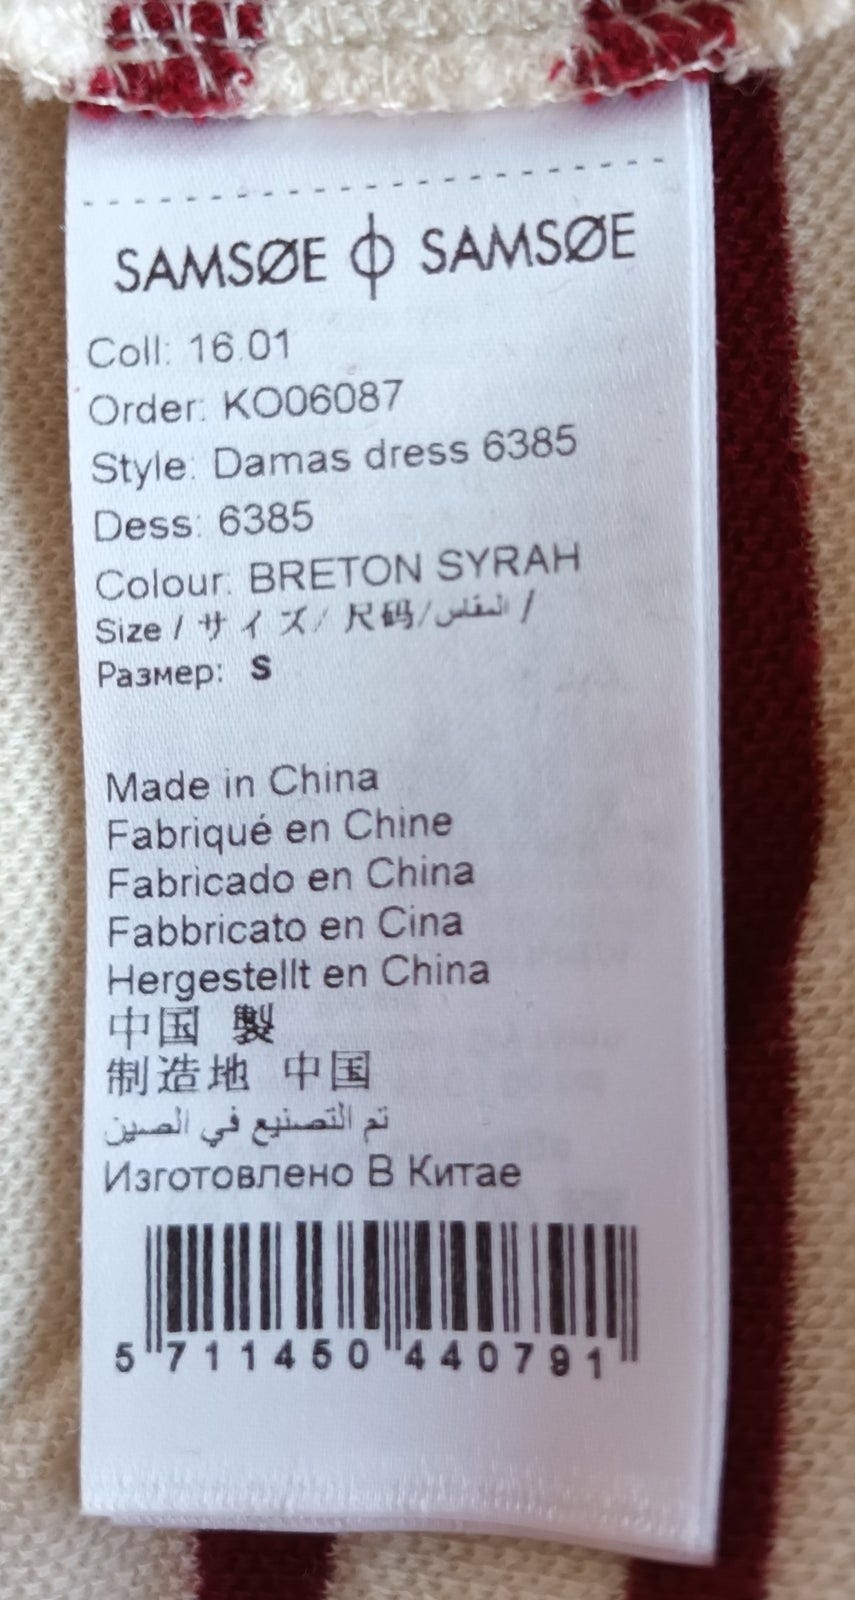 SAMSØE ϕ SAMSØE
Coll: 16.01
Order: KO06087
Style: Damas dress 6385
Dess: 6385
Colour: BRETON SYRAH
Size / サイズ/ 尺码/المقاس /
Размер: S
Made in China
Fabriqué en Chine
Fabricado en China
Fabbricato en Cina
Hergestellt en China
中国 製
制造地 中国
تم التصنيع في الصين
Изготовлено В Китае
5 711450 440791